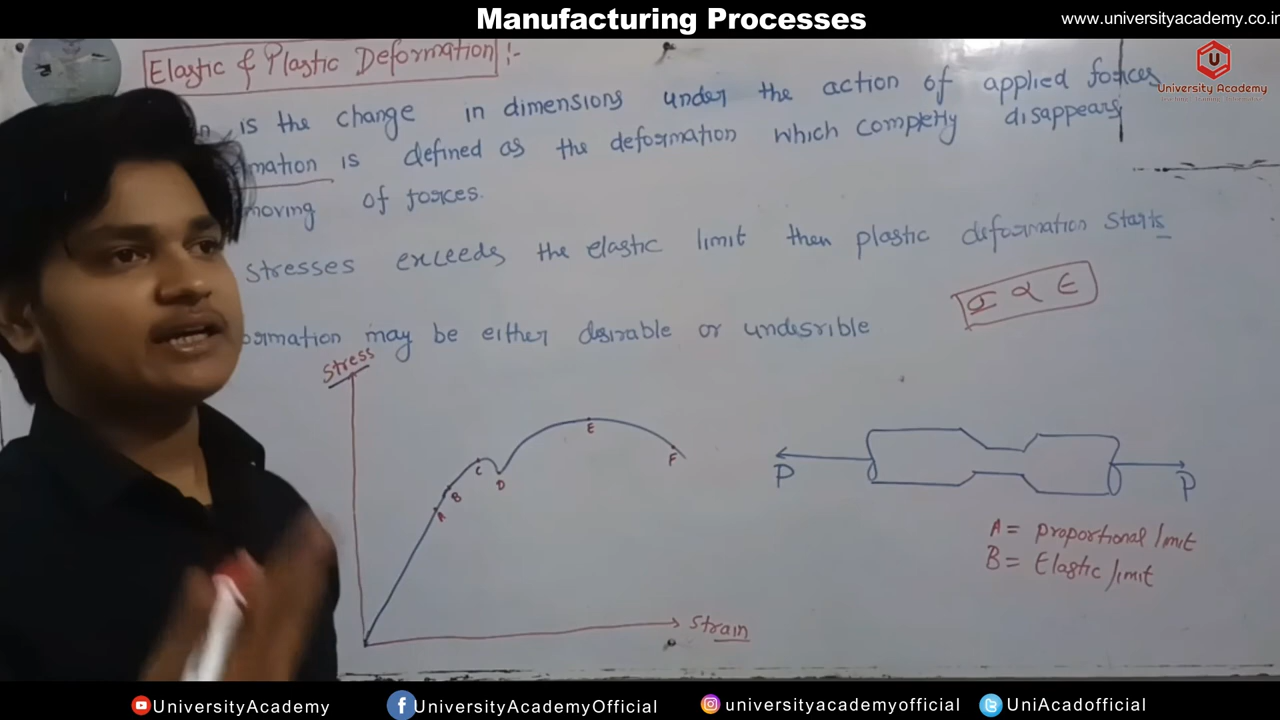 Manufacturing Processes
www.universityacademy.co.in
University Academy
Elastic & Plastic Deformation :-
is the change in dimensions under the action of applied forces
mation is defined as the deformation which completly disappears
moving of forces.
stresses exceeds the elastic limit then plastic deformation starts
σ α ε
ormation may be either desirable or undesrible
Stress
A
B
C
D
E
F
Strain
P
P
A = proportional limit
B = Elastic limit
UniversityAcademy
UniversityAcademyOfficial
universityacademyofficial
UniAcadofficial